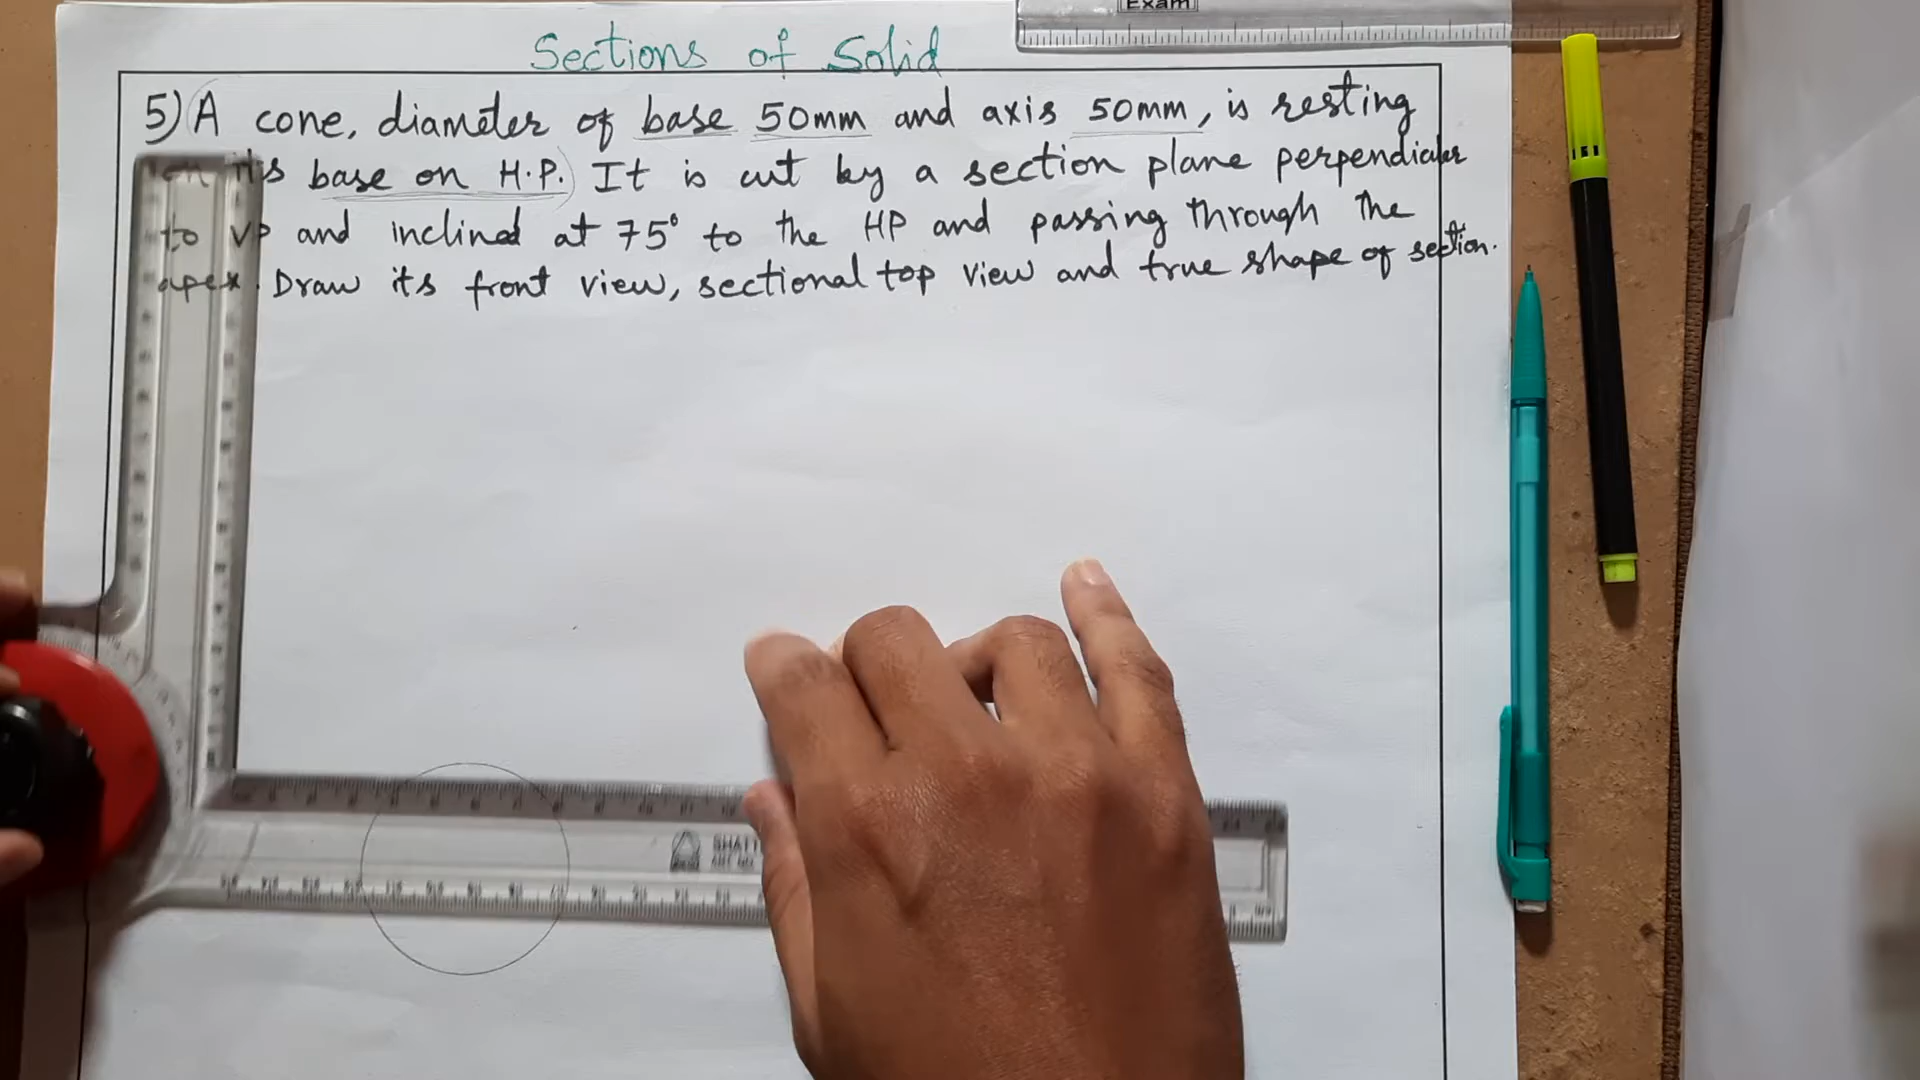 Exam
Sections of Solid
5) A cone, diameter of base 50mm and axis 50mm, is resting
on its base on H.P. It is cut by a section plane perpendicular
to VP and inclined at 75° to the HP and passing through the
apex. Draw its front view, sectional top view and true shape of section.